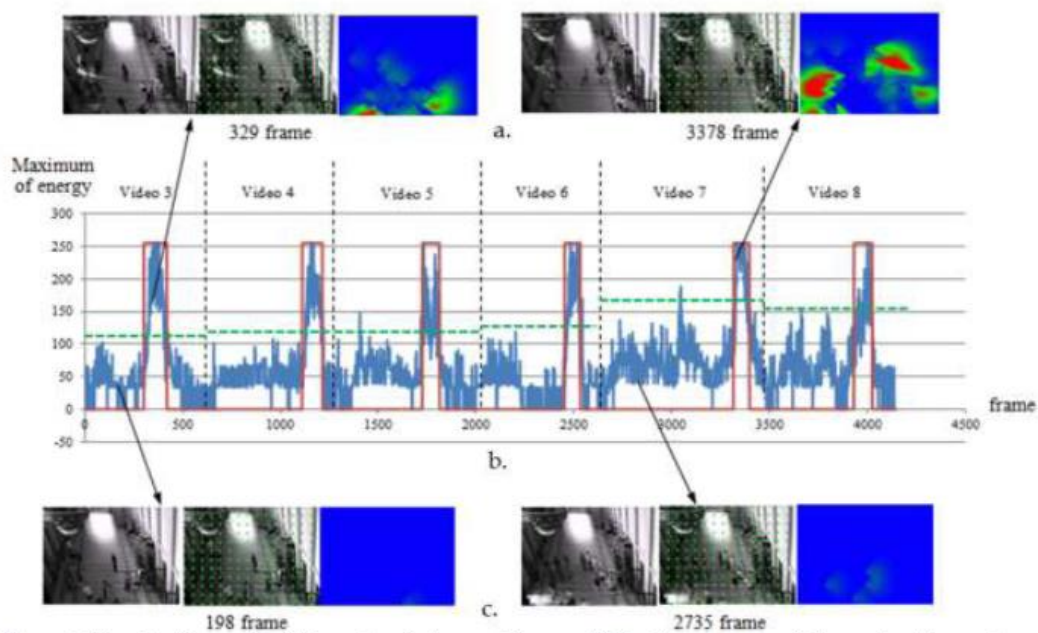 329 frame
a.
3378 frame
Maximum
of energy
Video 3
Video 4
Video 5
Video 6
Video 7
Video 8
300
250
200
150
100
50
0
-50
0
500
1000
1500
2000
2500
3000
3500
4000
4500
frame
b.
198 frame
c.
2735 frame